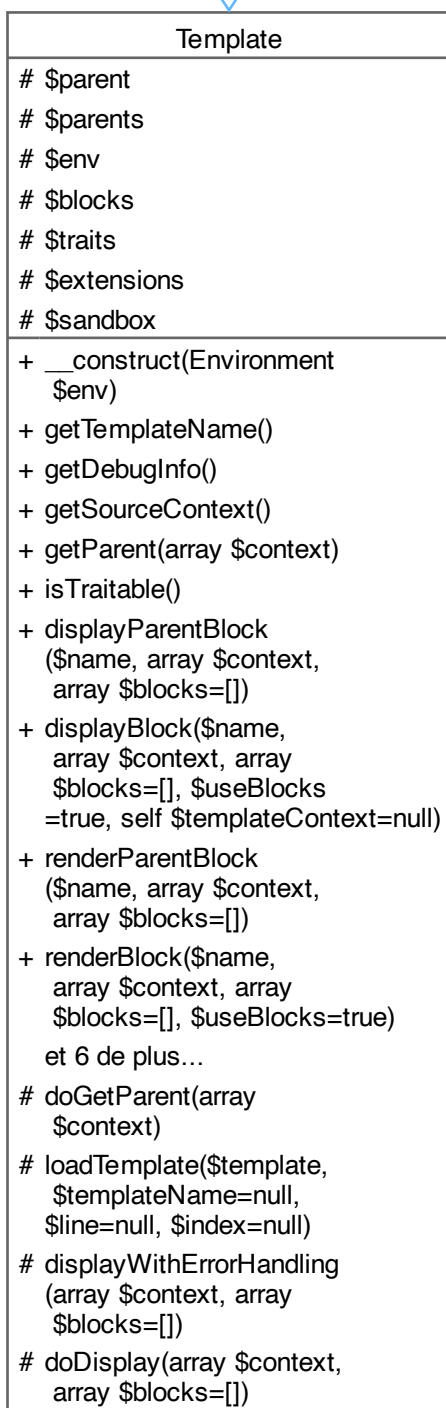 Template
# $parent
# $parents
# $env
# $blocks
# $traits
# $extensions
# $sandbox
+ __construct(Environment
$env)
+ getTemplateName()
+ getDebugInfo()
+ getSourceContext()
+ getParent(array $context)
+ isTraitable()
+ displayParentBlock
($name, array $context,
array $blocks=[])
+ displayBlock($name,
array $context, array
$blocks=[], $useBlocks
=true, self $templateContext=null)
+ renderParentBlock
($name, array $context,
array $blocks=[])
+ renderBlock($name,
array $context, array
$blocks=[], $useBlocks=true)
et 6 de plus...
# doGetParent(array
$context)
# loadTemplate($template,
$templateName=null,
$line=null, $index=null)
# displayWithErrorHandling
(array $context, array
$blocks=[])
# doDisplay(array $context,
array $blocks=[])